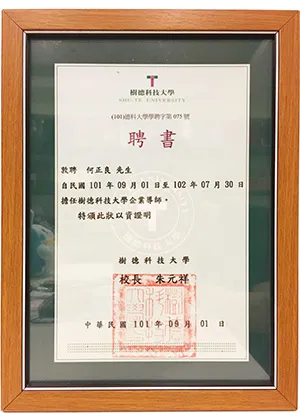 樹德科技大學
SHU-TE UNIVERSITY
(101)德科大學學聘字第075號
聘書
敦聘 何正良 先生
自民國 101 年 09 月 01 日至 102 年 07 月 30 日
擔任樹德科技大學企業導師。
特頒此狀以資證明
樹德科技大學
校長 朱元祥
中華民國 101 年 09 月 01 日